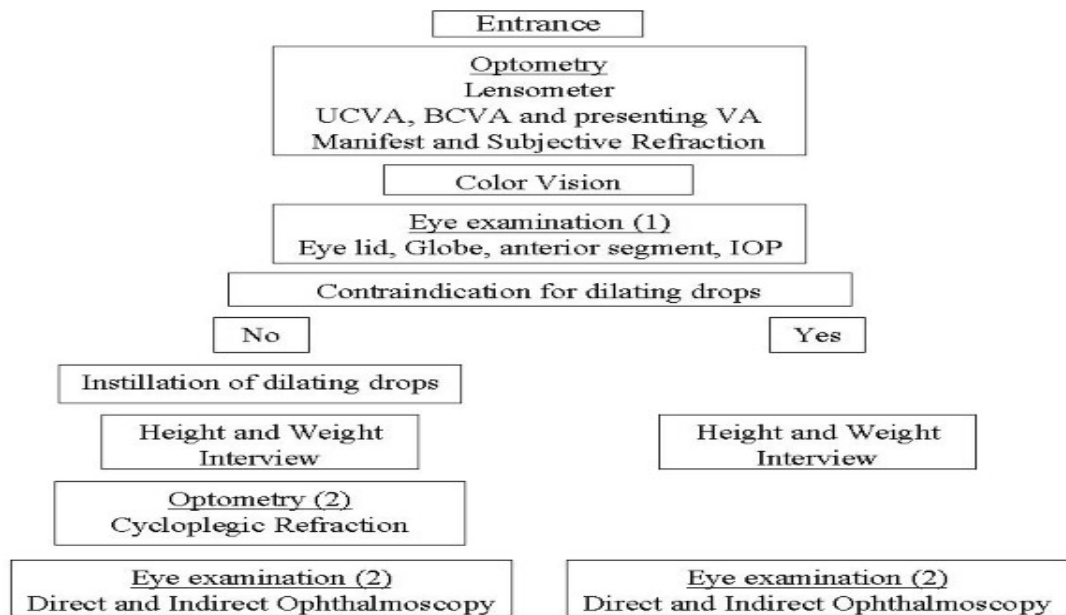 Entrance
Optometry
Lensometer
UCVA, BCVA and presenting VA
Manifest and Subjective Refraction
Color Vision
Eye examination (1)
Eye lid, Globe, anterior segment, IOP
Contraindication for dilating drops
No
Yes
Instillation of dilating drops
Height and Weight
Interview
Height and Weight
Interview
Optometry (2)
Cycloplegic Refraction
Eye examination (2)
Direct and Indirect Ophthalmoscopy
Eye examination (2)
Direct and Indirect Ophthalmoscopy